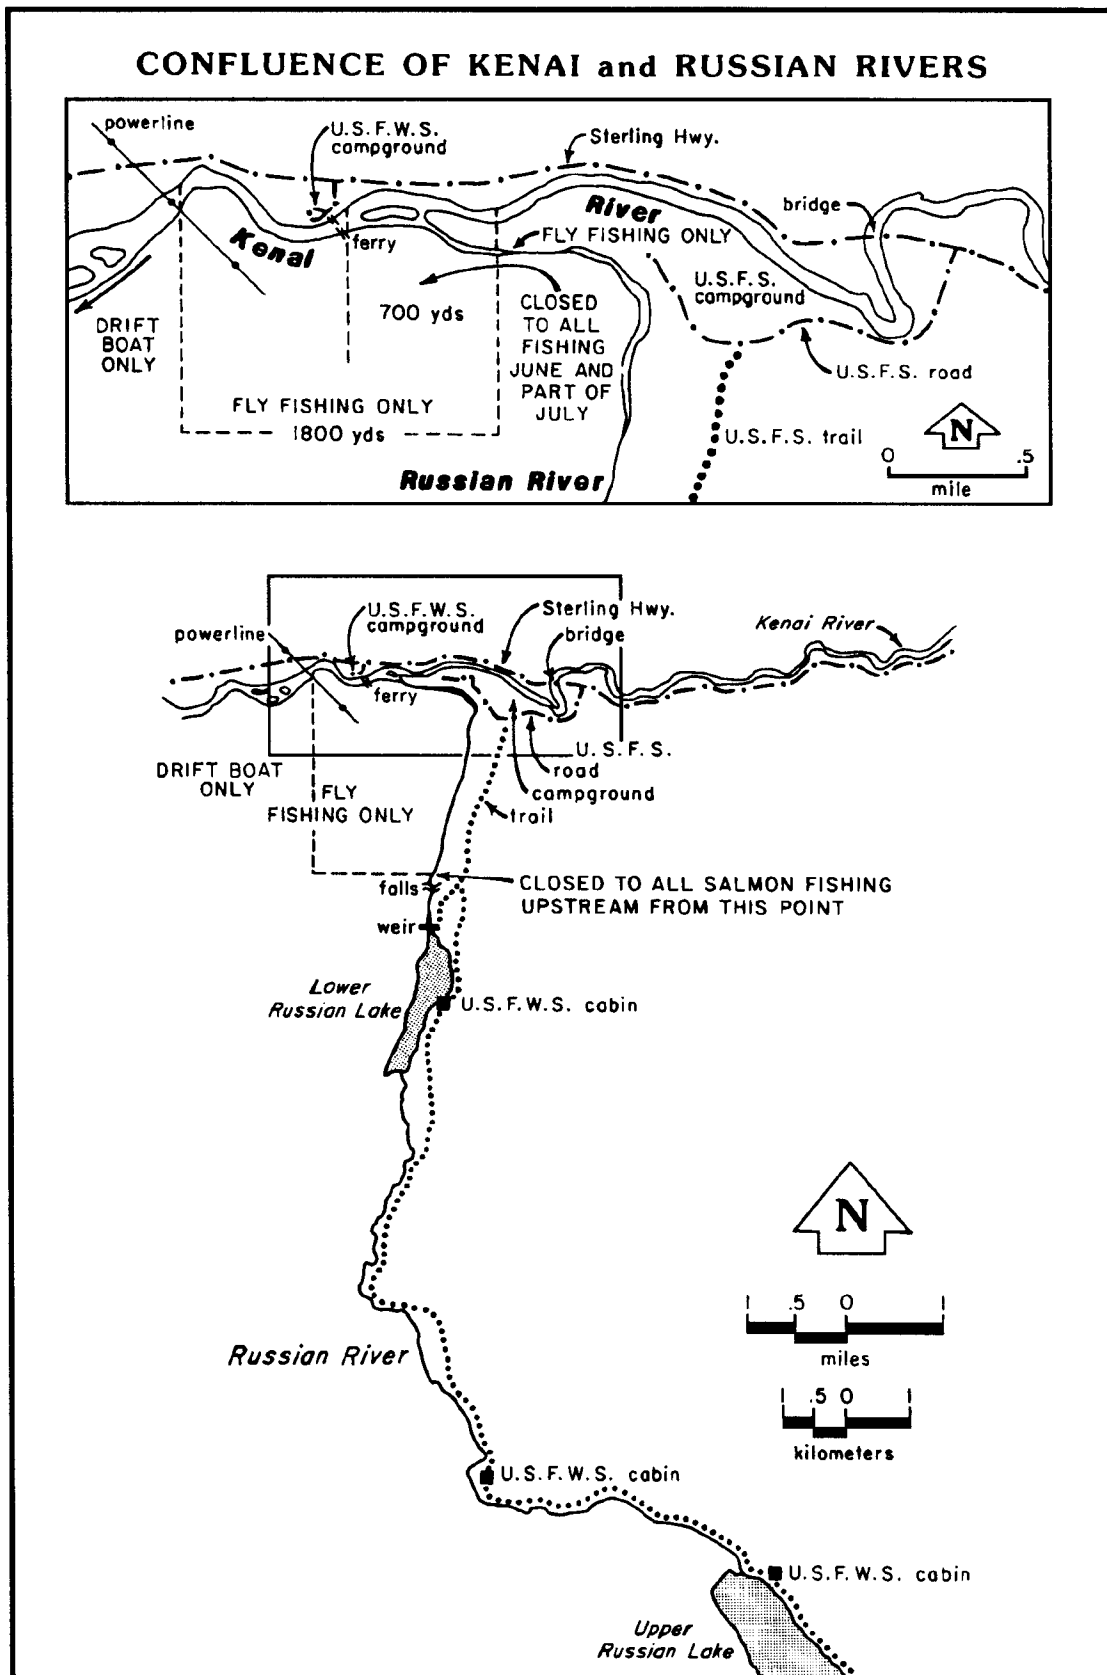 CONFLUENCE OF KENAI and RUSSIAN RIVERS
powerline
U.S.F.W.S.
campground
Sterling Hwy.
bridge
River
Kenai
ferry
FLY FISHING ONLY
U.S.F.S.
campground
700 yds
CLOSED
TO ALL
FISHING
JUNE AND
PART OF
JULY
DRIFT
BOAT
ONLY
U.S.F.S. road
FLY FISHING ONLY
1800 yds
U.S.F.S. trail
N
0 .5
mile
Russian River
U.S.F.W.S.
campground
Sterling Hwy.
bridge
Kenai River
powerline
ferry
U.S.F.S.
road
campground
trail
DRIFT BOAT
ONLY
FLY
FISHING ONLY
falls
CLOSED TO ALL SALMON FISHING
UPSTREAM FROM THIS POINT
weir
Lower
Russian Lake
U.S.F.W.S. cabin
N
1 .5 0 1
miles
Russian River
1 .5 0 1
kilometers
U.S.F.W.S. cabin
U.S.F.W.S. cabin
Upper
Russian Lake